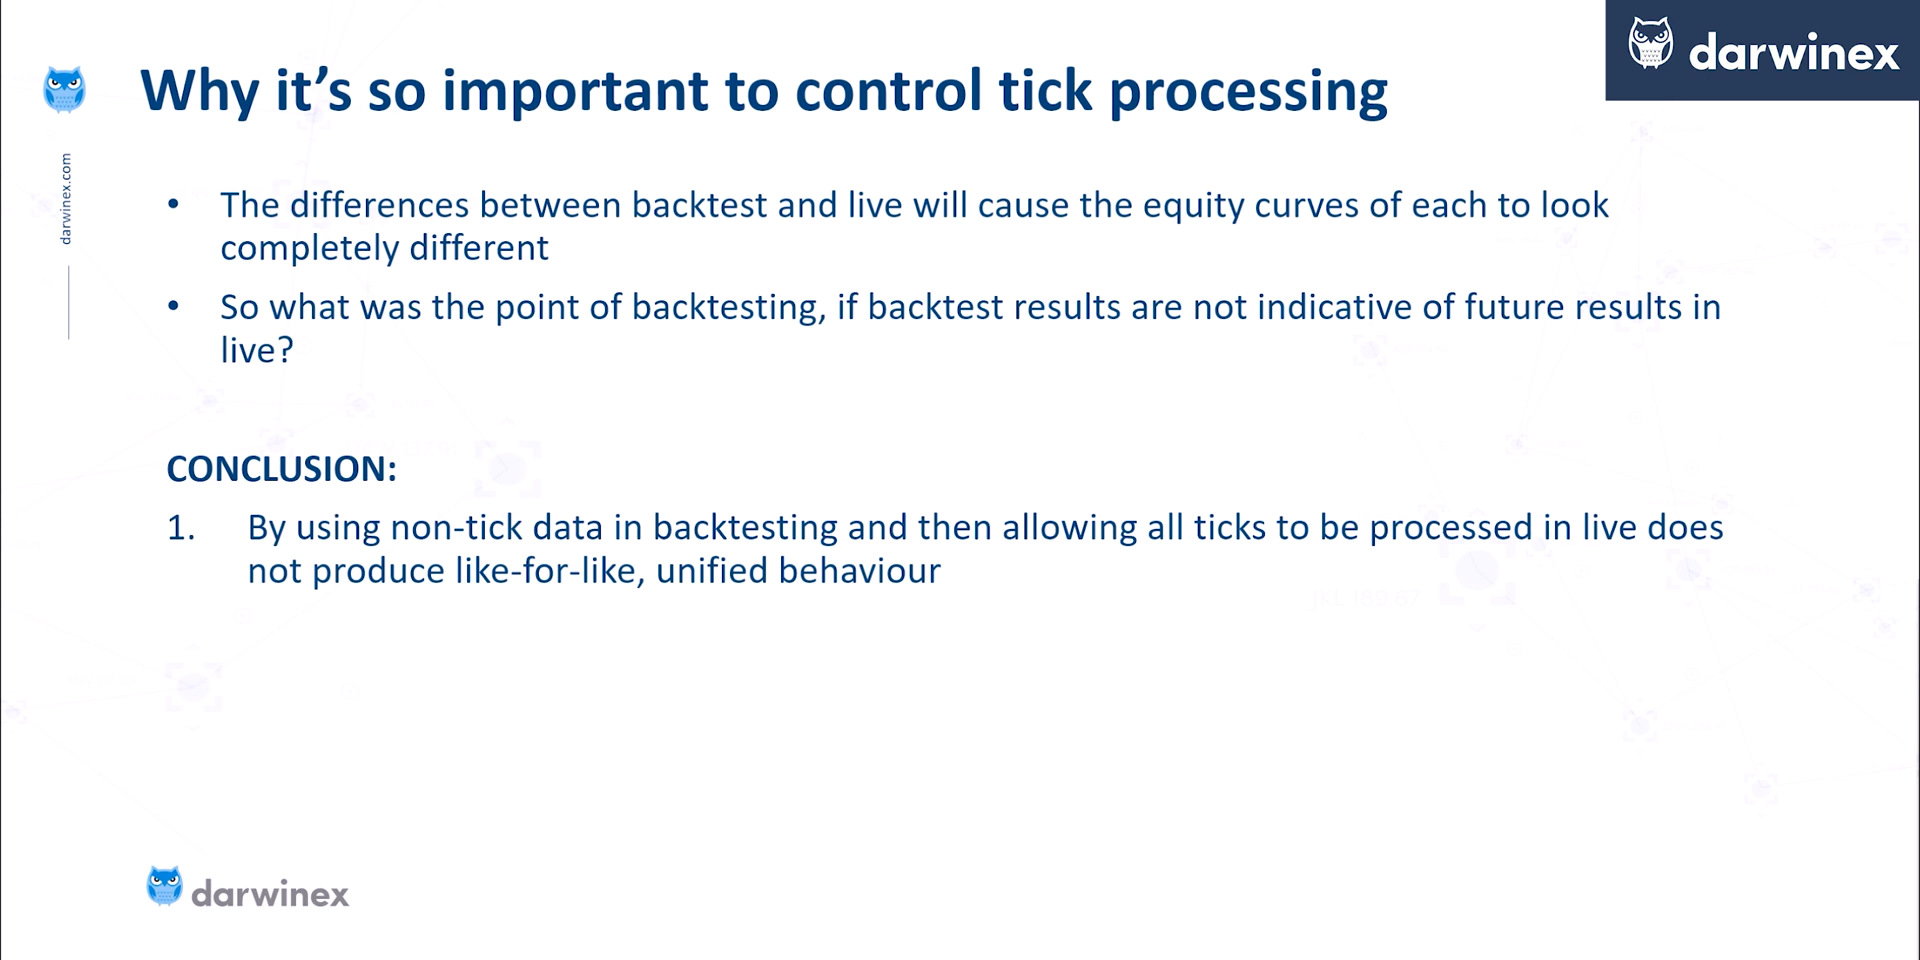 darwinex
Why it's so important to control tick processing
darwinex.com
• The differences between backtest and live will cause the equity curves of each to look
completely different
• So what was the point of backtesting, if backtest results are not indicative of future results in
live?
CONCLUSION:
1. By using non-tick data in backtesting and then allowing all ticks to be processed in live does
not produce like-for-like, unified behaviour
darwinex